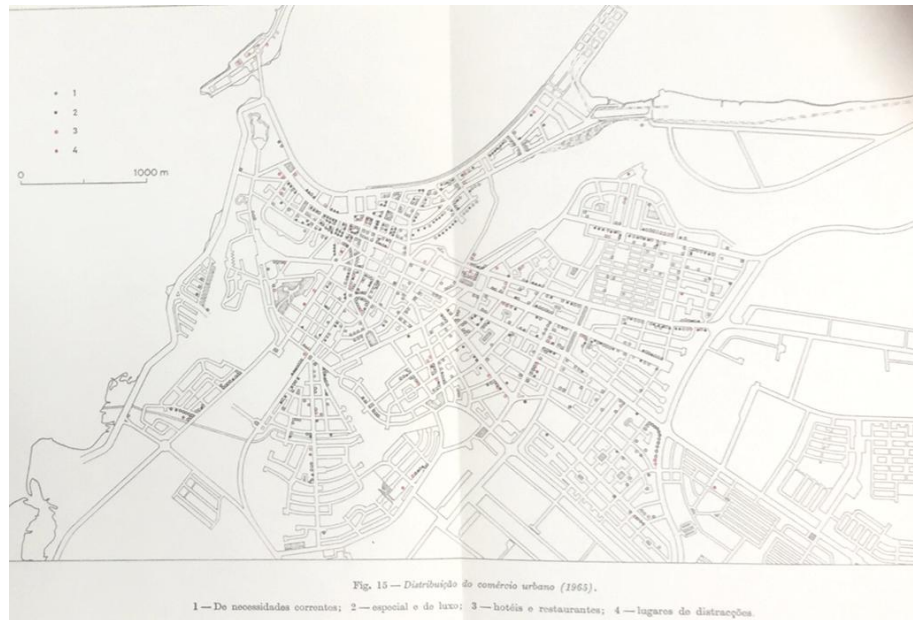 1
2
3
4
0 1000 m
Fig. 15 — Distribuição do comércio urbano (1965).
1 — De necessidades correntes; 2 — especial e de luxo; 3 — hotéis e restaurantes; 4 — lugares de distracções.